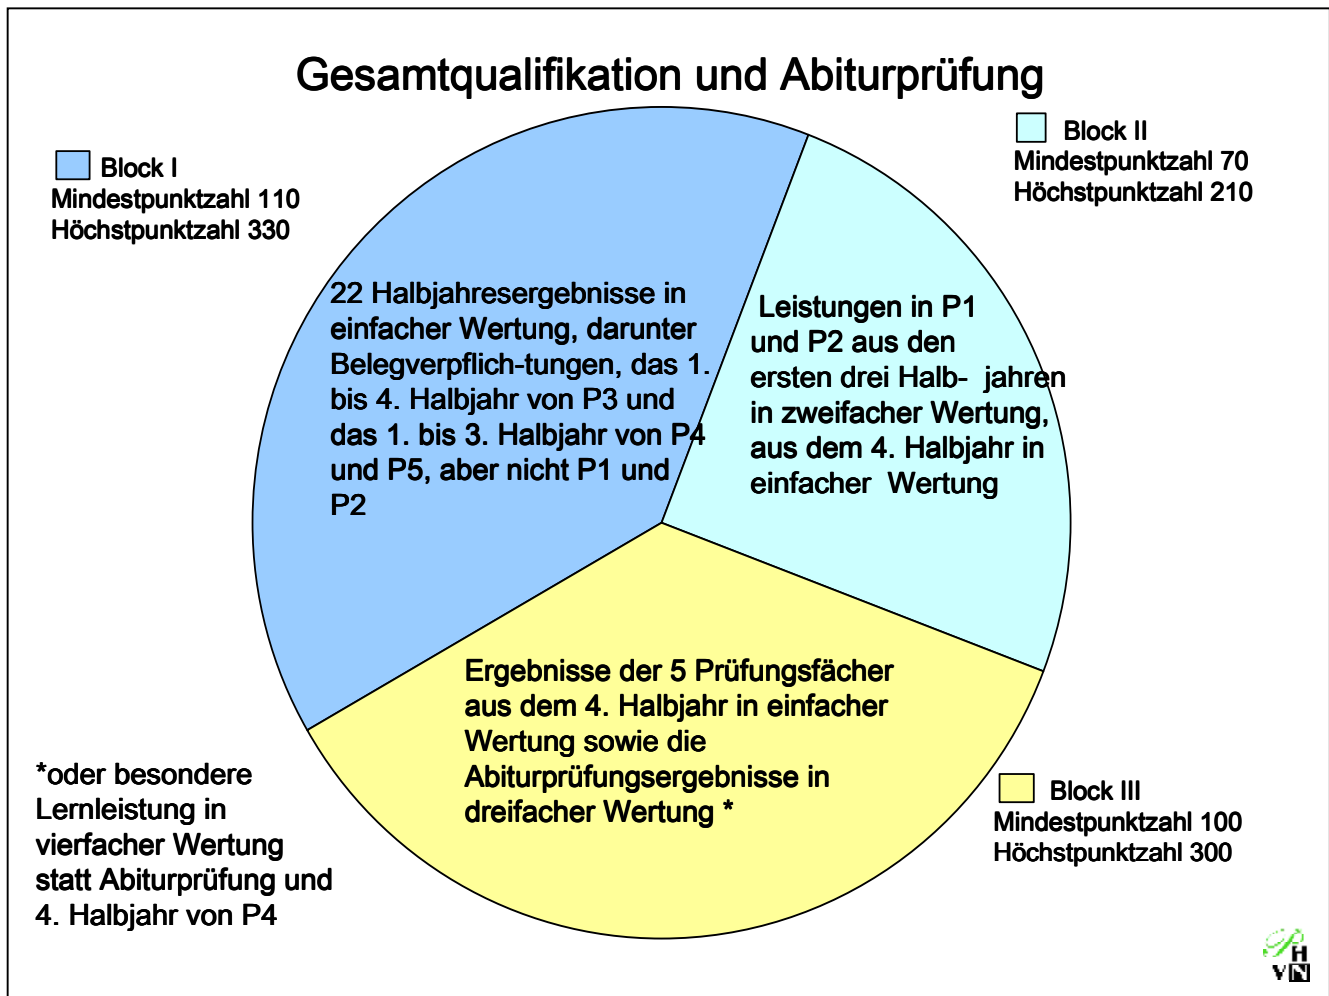 Gesamtqualifikation und Abiturprüfung
Block I
Mindestpunktzahl 110
Höchstpunktzahl 330
Block II
Mindestpunktzahl 70
Höchstpunktzahl 210
22 Halbjahresergebnisse in
einfacher Wertung, darunter
Belegverpflich-tungen, das 1.
bis 4. Halbjahr von P3 und
das 1. bis 3. Halbjahr von P4
und P5, aber nicht P1 und
P2
Leistungen in P1
und P2 aus den
ersten drei Halb- jahren
in zweifacher Wertung,
aus dem 4. Halbjahr in
einfacher Wertung
Ergebnisse der 5 Prüfungsfächer
aus dem 4. Halbjahr in einfacher
Wertung sowie die
Abiturprüfungsergebnisse in
dreifacher Wertung *
*oder besondere
Lernleistung in
vierfacher Wertung
statt Abiturprüfung und
4. Halbjahr von P4
Block III
Mindestpunktzahl 100
Höchstpunktzahl 300
PH
VN